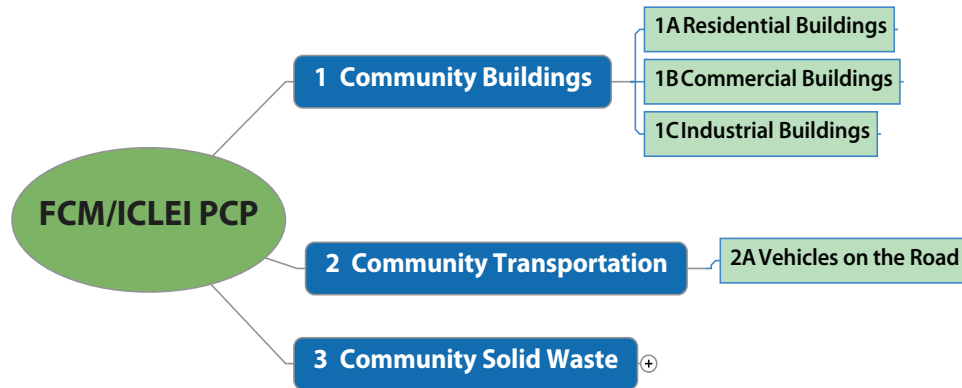 FCM/ICLEI PCP
1 Community Buildings
1A Residential Buildings
1B Commercial Buildings
1C Industrial Buildings
2 Community Transportation
2A Vehicles on the Road
3 Community Solid Waste